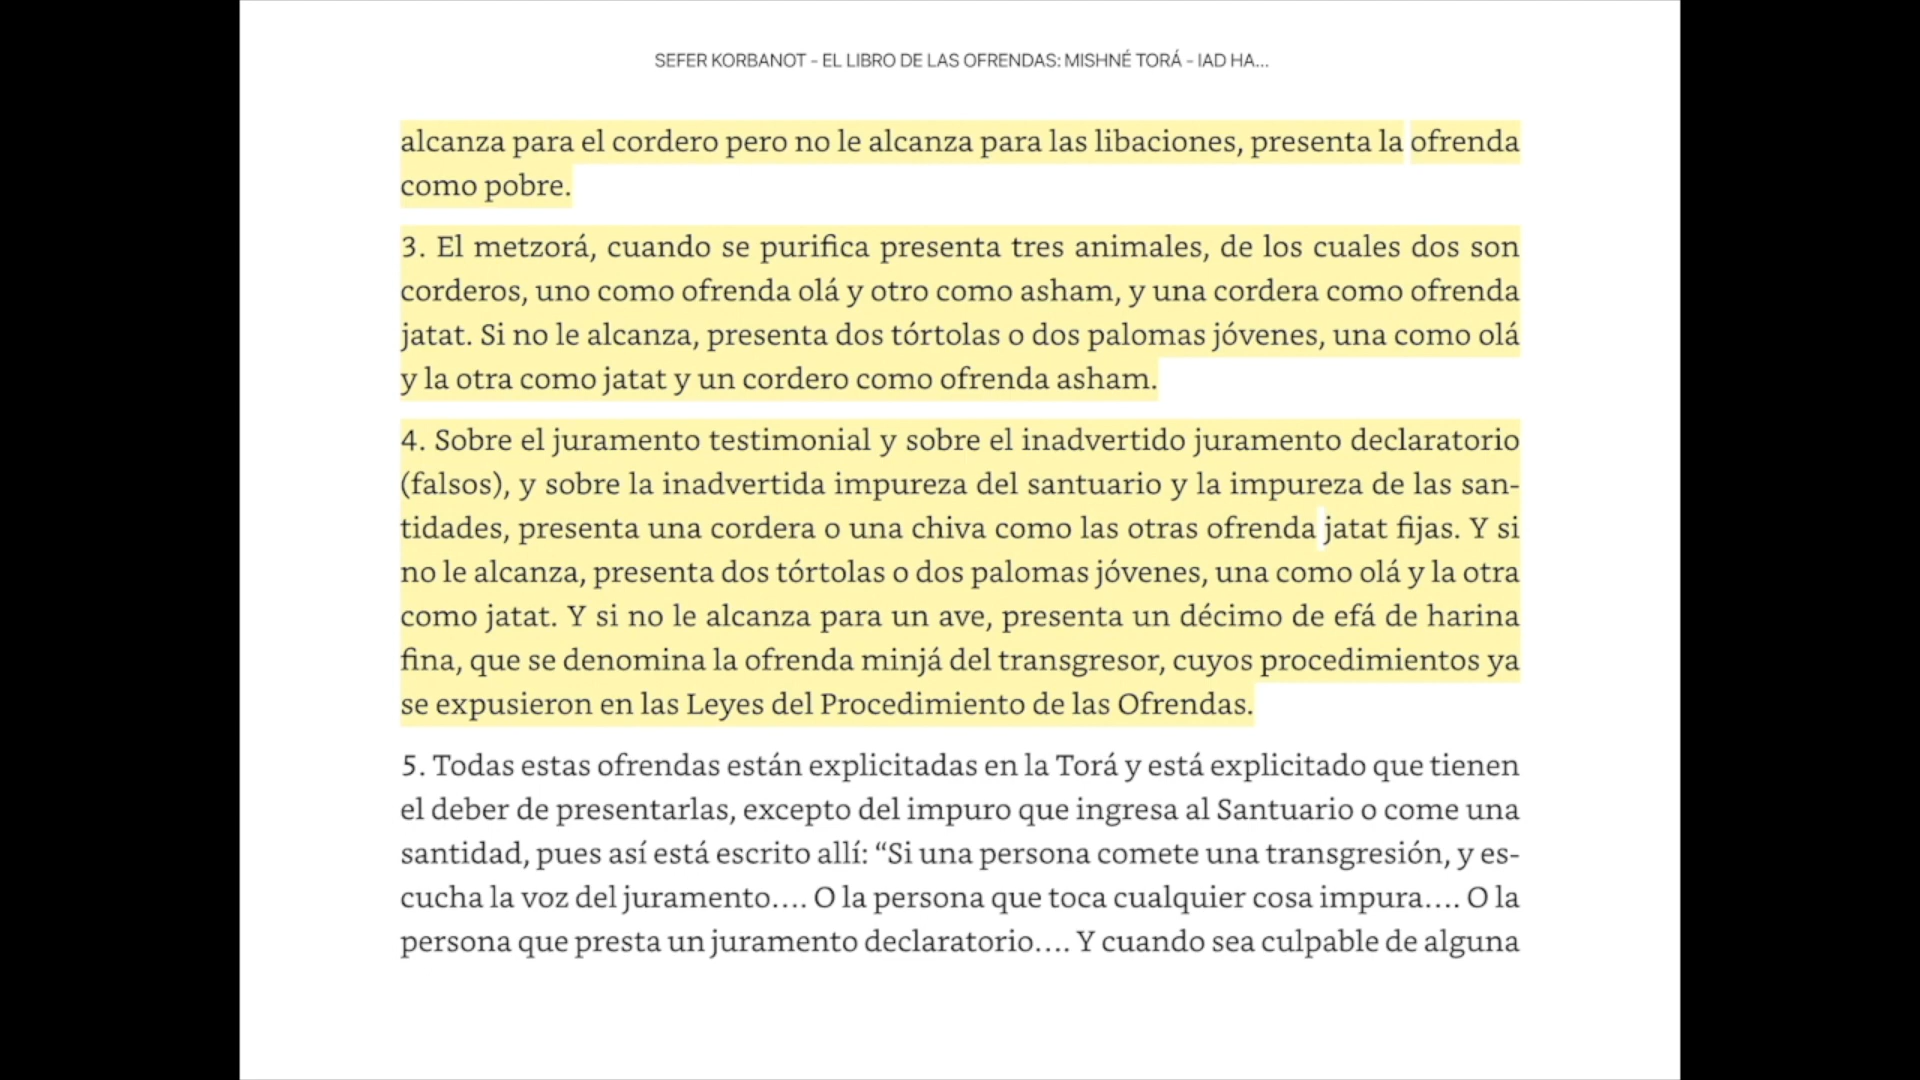 SEFER KORBANOT - EL LIBRO DE LAS OFRENDAS: MISHNÉ TORÁ - IAD HA...
alcanza para el cordero pero no le alcanza para las libaciones, presenta la ofrenda
como pobre.
3. El metzorá, cuando se purifica presenta tres animales, de los cuales dos son
corderos, uno como ofrenda olá y otro como asham, y una cordera como ofrenda
jatat. Si no le alcanza, presenta dos tórtolas o dos palomas jóvenes, una como olá
y la otra como jatat y un cordero como ofrenda asham.
4. Sobre el juramento testimonial y sobre el inadvertido juramento declaratorio
(falsos), y sobre la inadvertida impureza del santuario y la impureza de las san-
tidades, presenta una cordera o una chiva como las otras ofrenda jatat fijas. Y si
no le alcanza, presenta dos tórtolas o dos palomas jóvenes, una como olá y la otra
como jatat. Y si no le alcanza para un ave, presenta un décimo de efá de harina
fina, que se denomina la ofrenda minjá del transgresor, cuyos procedimientos ya
se expusieron en las Leyes del Procedimiento de las Ofrendas.
5. Todas estas ofrendas están explicitadas en la Torá y está explicitado que tienen
el deber de presentarlas, excepto del impuro que ingresa al Santuario o come una
santidad, pues así está escrito allí: “Si una persona comete una transgresión, y es-
cucha la voz del juramento.... O la persona que toca cualquier cosa impura.... O la
persona que presta un juramento declaratorio.... Y cuando sea culpable de alguna